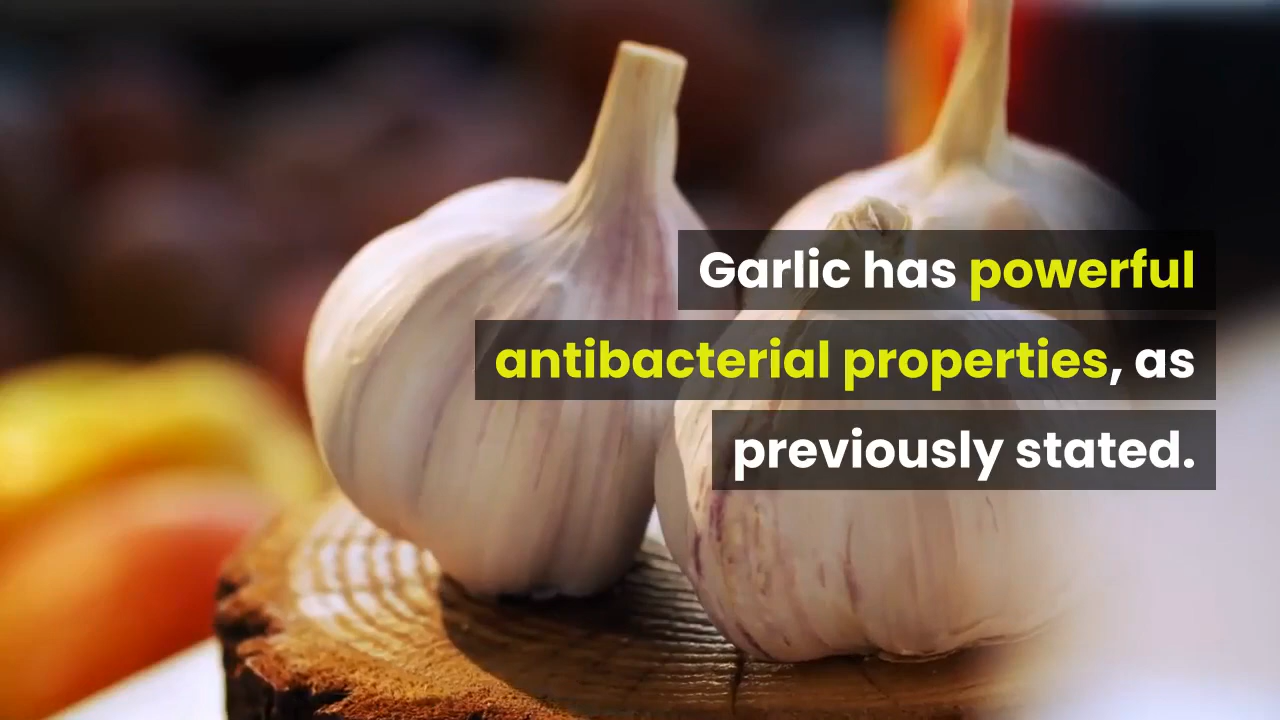 Garlic has powerful
antibacterial properties, as
previously stated.